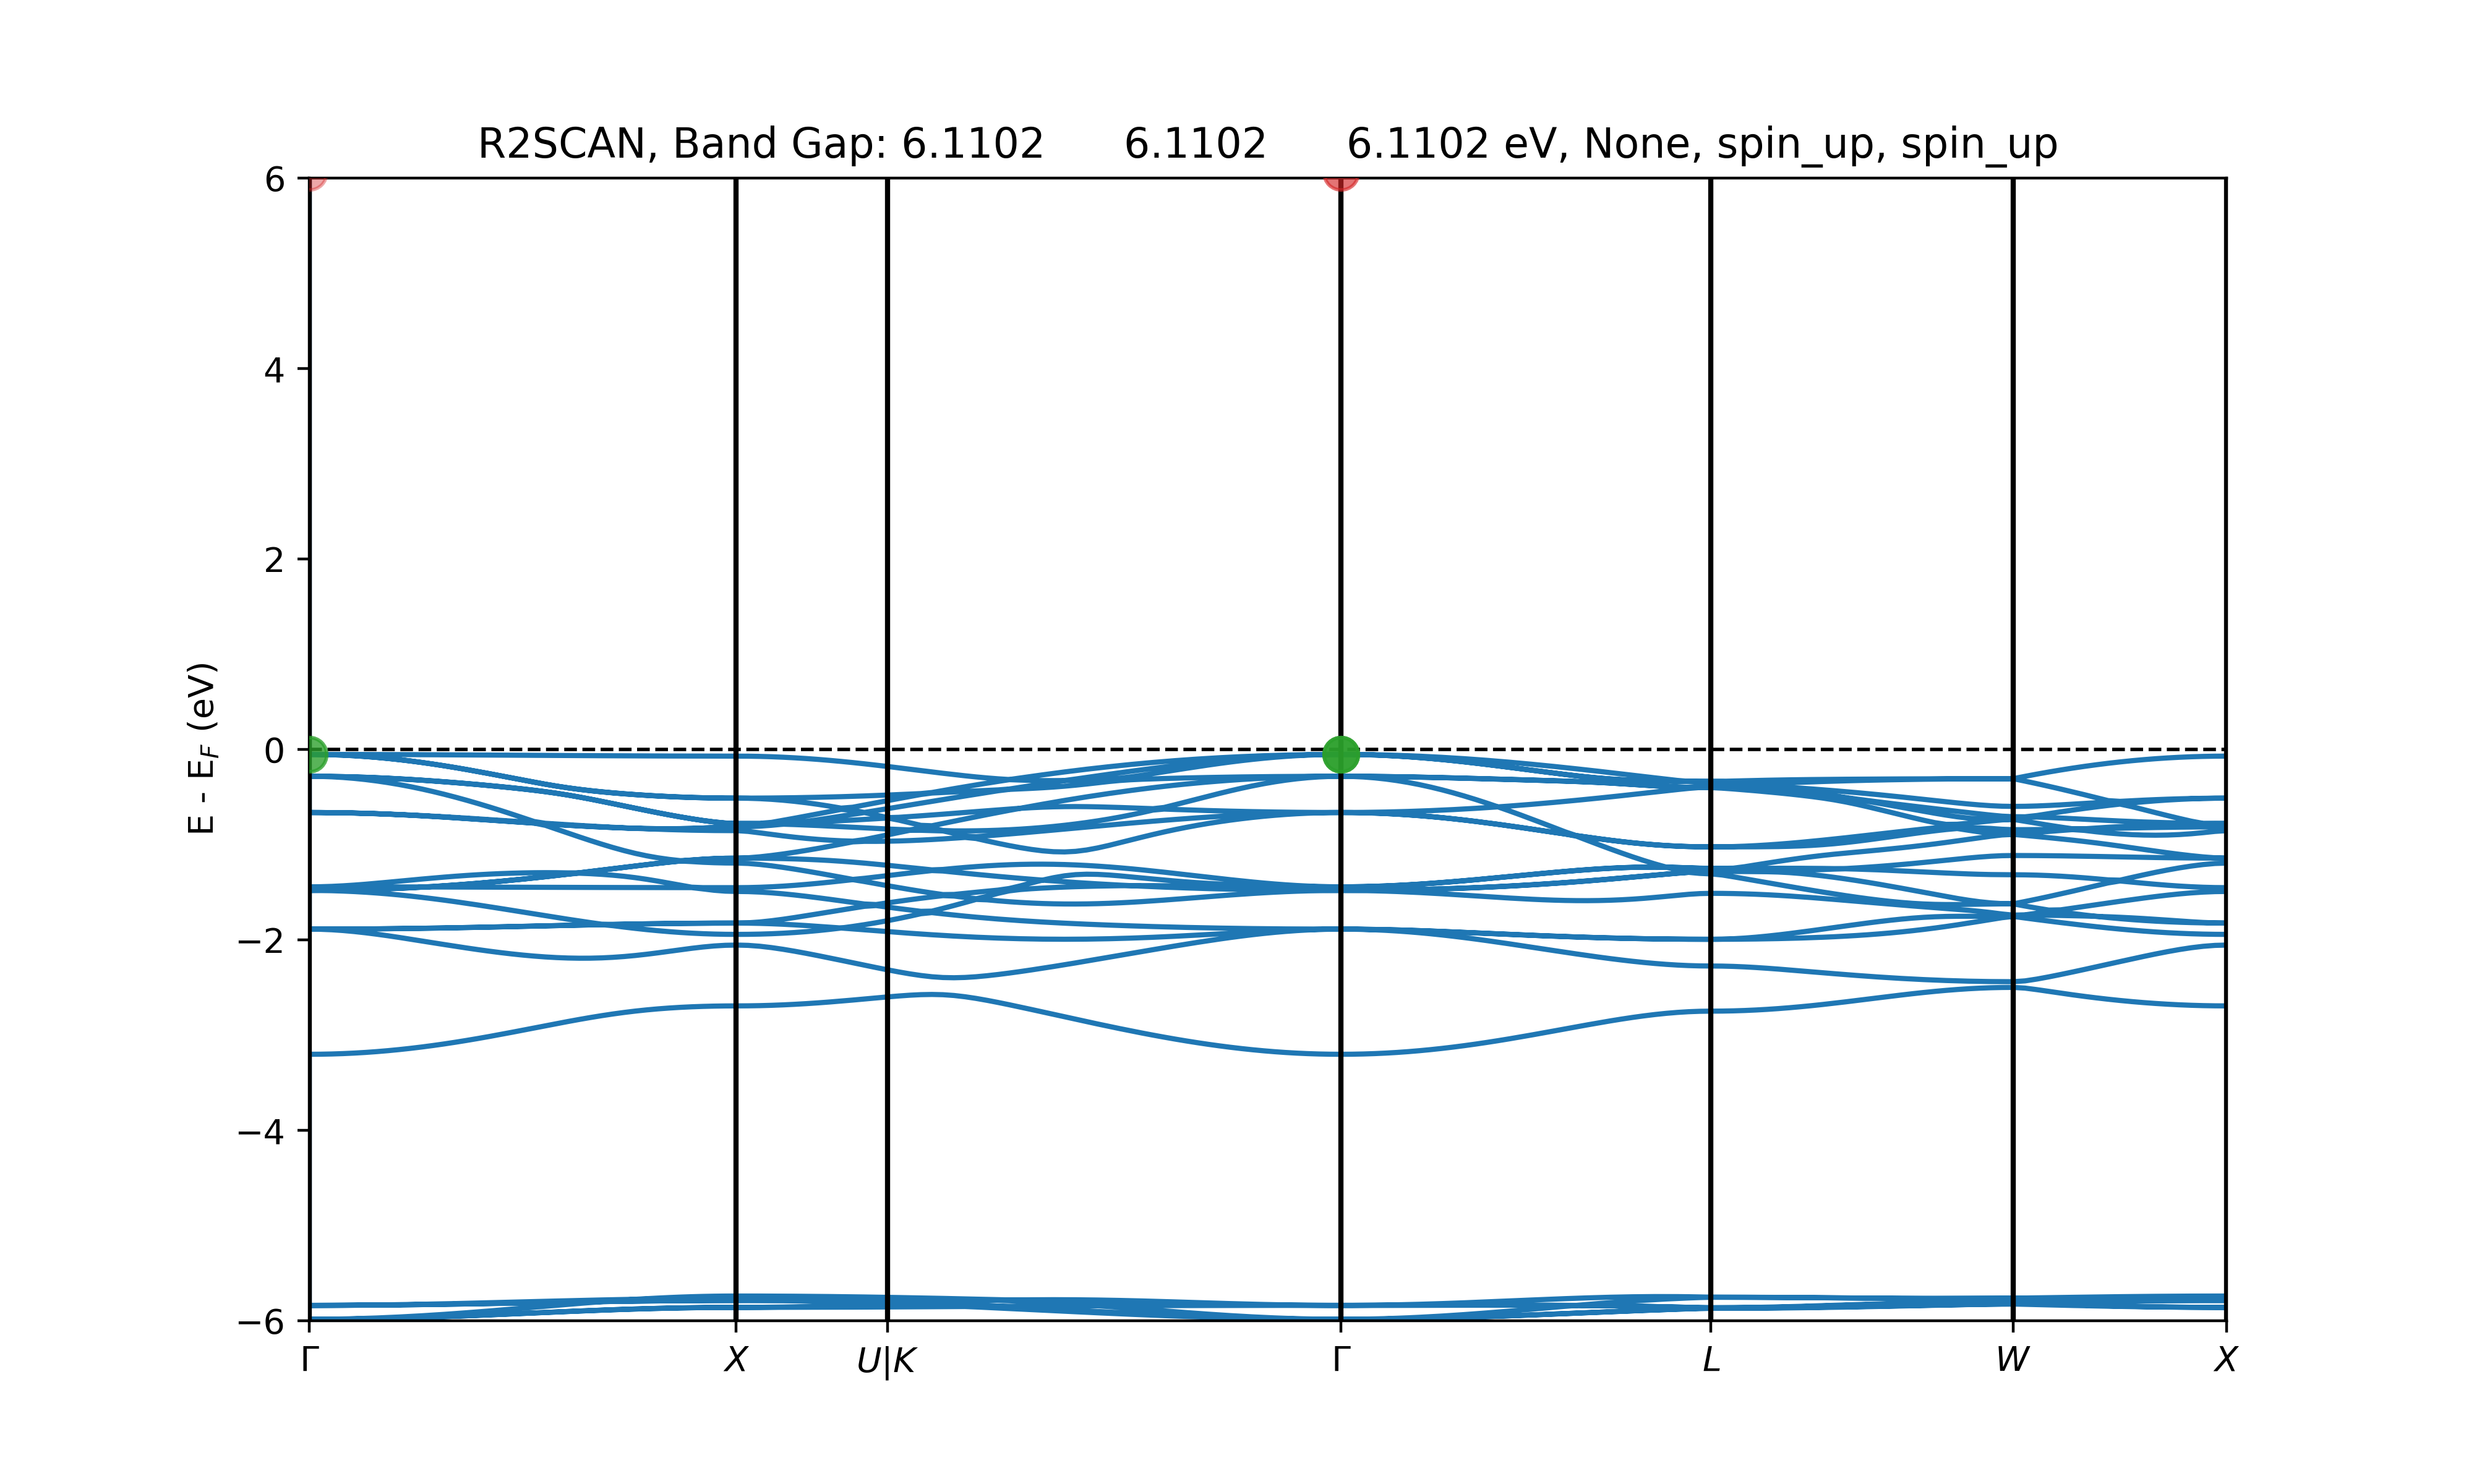 R2SCAN, Band Gap: 6.1102 6.1102 6.1102 eV, None, spin_up, spin_up
6
4
2
0
−2
−4
−6
E - E_F (eV)
Γ X U|K Γ L W X